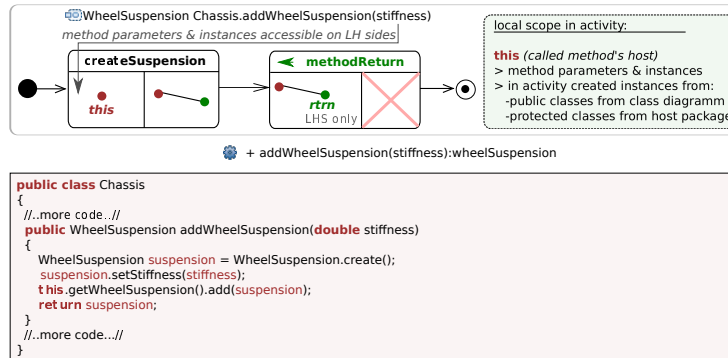 WheelSuspension Chassis.addWheelSuspension(stiffness)
method parameters & instances accessible on LH sides
createSuspension
this
methodReturn
rtrn
LHS only
local scope in activity:
this (called method's host)
> method parameters & instances
> in activity created instances from:
-public classes from class diagramm
-protected classes from host package
+ addWheelSuspension(stiffness):wheelSuspension
public class Chassis
{
//..more code..//
public WheelSuspension addWheelSuspension(double stiffness)
{
WheelSuspension suspension = WheelSuspension.create();
suspension.setStiffness(stiffness);
this.getWheelSuspension().add(suspension);
return suspension;
}
//..more code...//
}